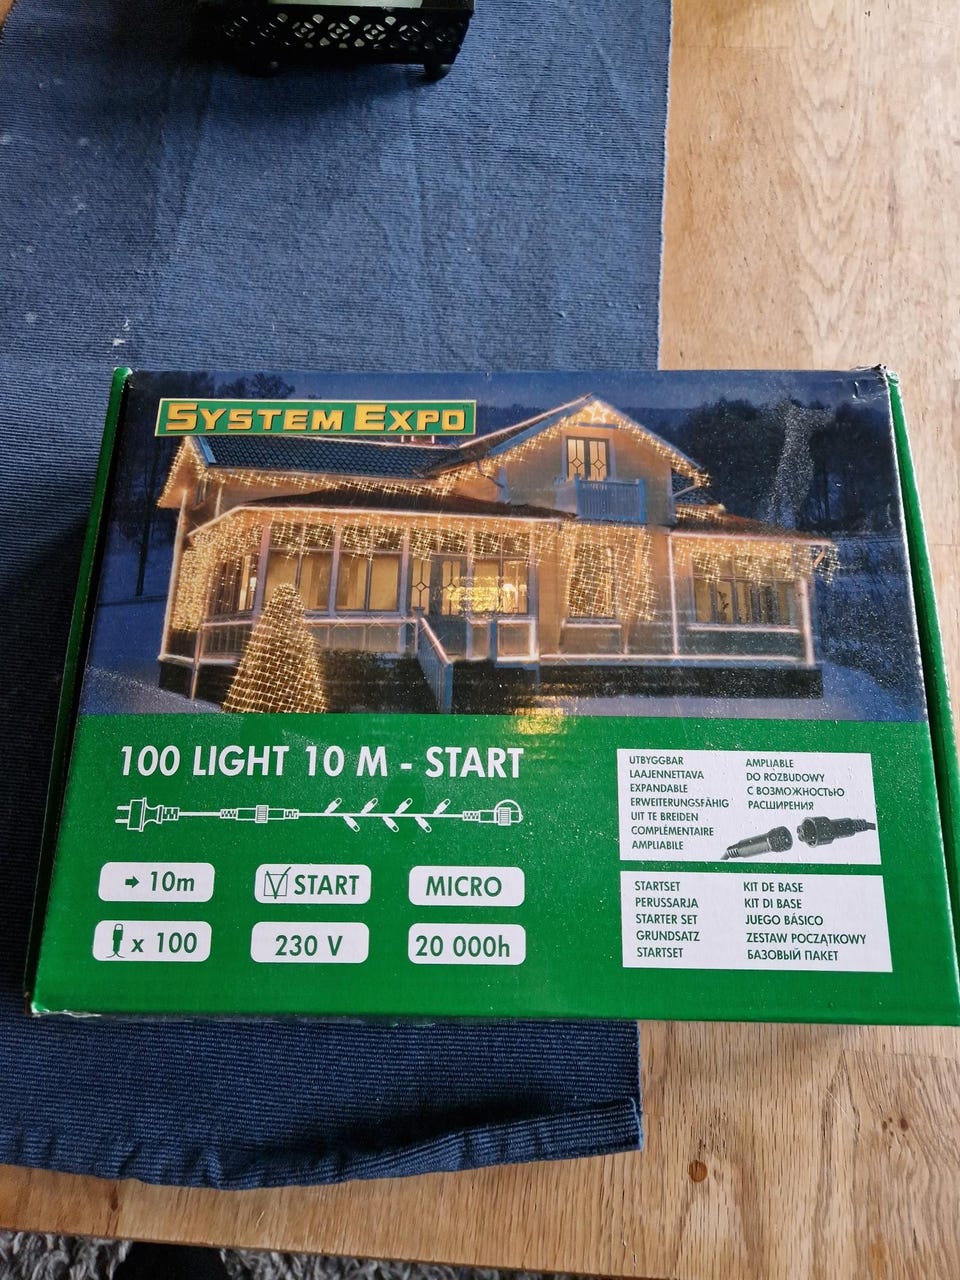 SYSTEM EXPO
100 LIGHT 10 M - START
10m
START
MICRO
x 100
230 V
20 000h
UTBYGGBAR
LAAJENNETTAVA
EXPANDABLE
ERWEITERUNGSFÄHIG
UIT TE BREIDEN
COMPLÉMENTAIRE
AMPLIABILE
AMPLIABLE
DO ROZBUDOWY
С ВОЗМОЖНОСТЬЮ
РАСШИРЕНИЯ
STARTSET
PERUSSARJA
STARTER SET
GRUNDSATZ
STARTSET
KIT DE BASE
KIT DI BASE
JUEGO BÁSICO
ZESTAW POCZĄTKOWY
БАЗОВЫЙ ПАКЕТ